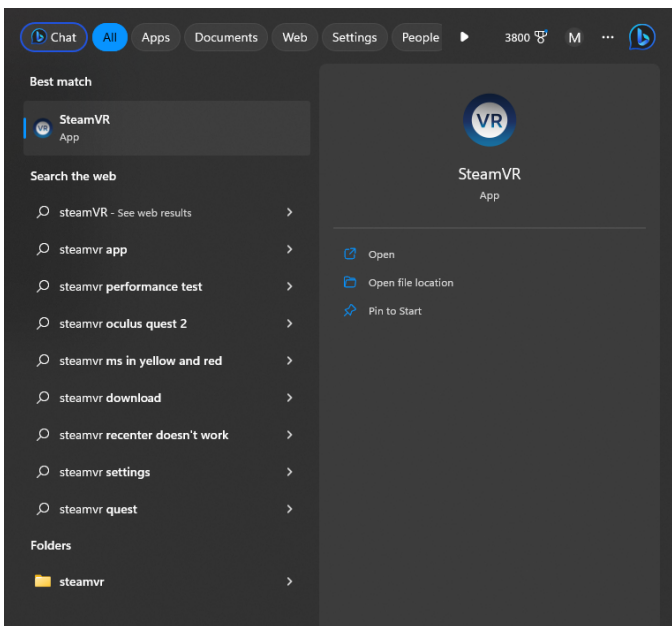 Chat All Apps Documents Web Settings People 3800 M
Best match
SteamVR
App
Search the web
steamVR - See web results
steamvr app
steamvr performance test
steamvr oculus quest 2
steamvr ms in yellow and red
steamvr download
steamvr recenter doesn't work
steamvr settings
steamvr quest
Folders
steamvr
VR
SteamVR
App
Open
Open file location
Pin to Start